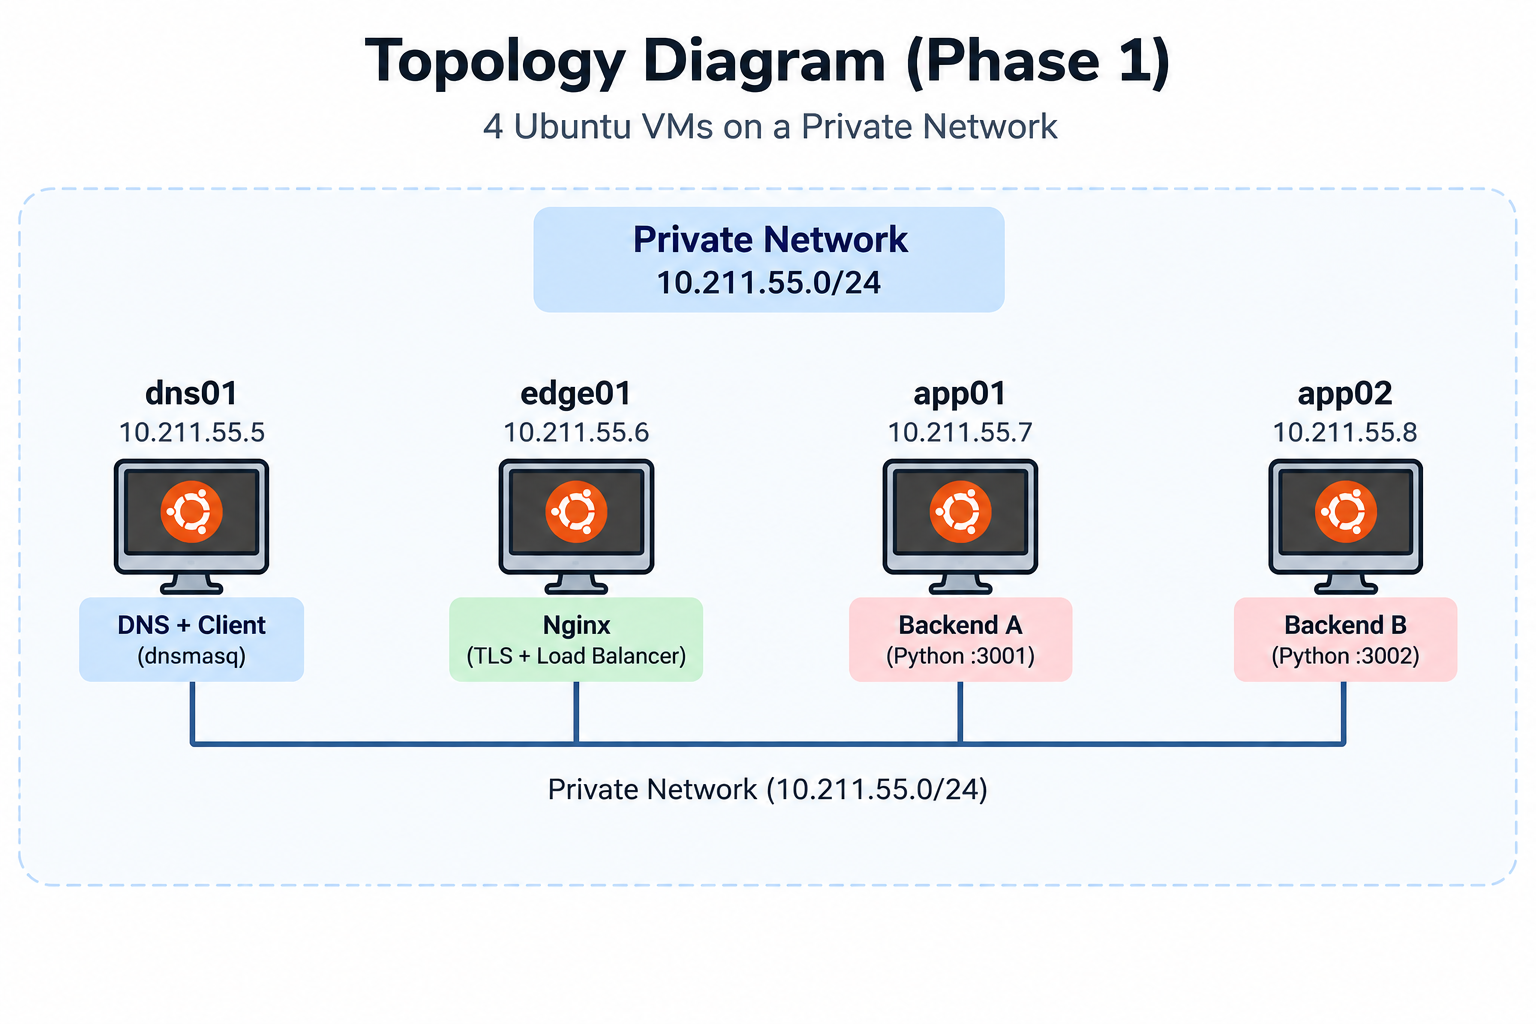 Topology Diagram (Phase 1)
4 Ubuntu VMs on a Private Network
Private Network
10.211.55.0/24
dns01
10.211.55.5
DNS + Client
(dnsmasq)
edge01
10.211.55.6
Nginx
(TLS + Load Balancer)
app01
10.211.55.7
Backend A
(Python :3001)
app02
10.211.55.8
Backend B
(Python :3002)
Private Network (10.211.55.0/24)